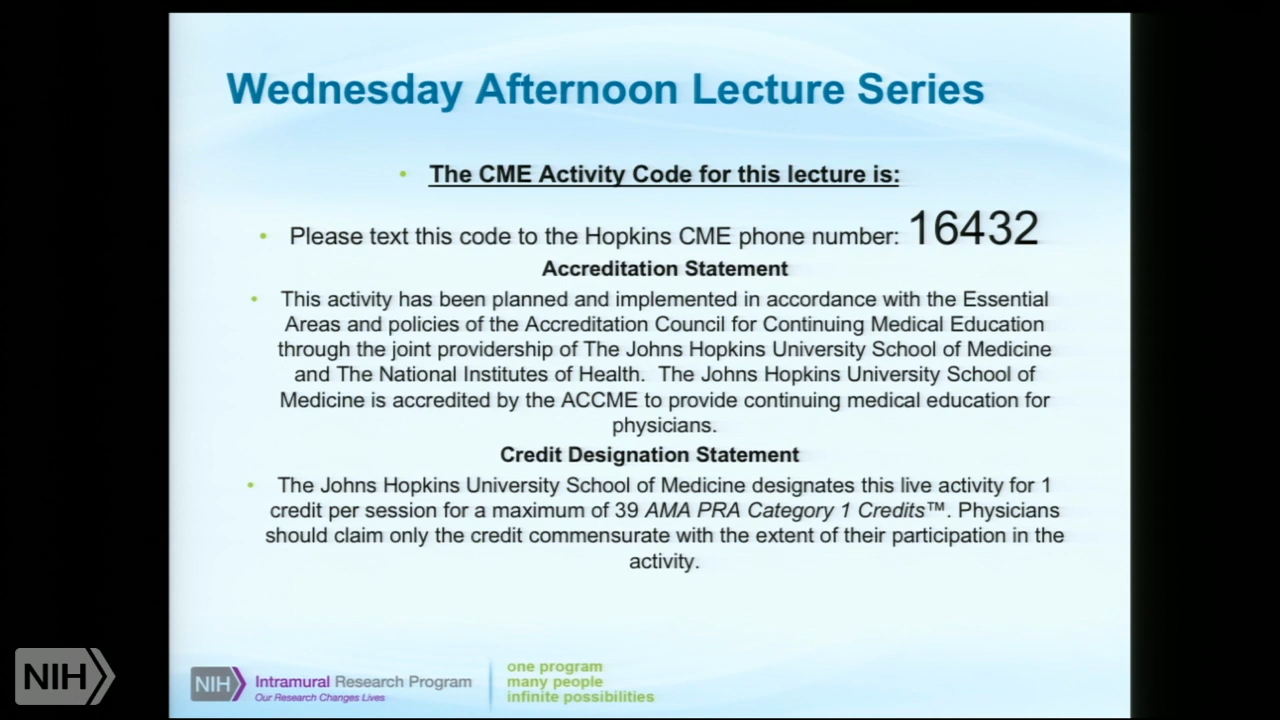 Wednesday Afternoon Lecture Series
• The CME Activity Code for this lecture is:
• Please text this code to the Hopkins CME phone number: 16432
Accreditation Statement
• This activity has been planned and implemented in accordance with the Essential
Areas and policies of the Accreditation Council for Continuing Medical Education
through the joint providership of The Johns Hopkins University School of Medicine
and The National Institutes of Health. The Johns Hopkins University School of
Medicine is accredited by the ACCME to provide continuing medical education for
physicians.
Credit Designation Statement
• The Johns Hopkins University School of Medicine designates this live activity for 1
credit per session for a maximum of 39 AMA PRA Category 1 Credits™. Physicians
should claim only the credit commensurate with the extent of their participation in the
activity.
NIH
NIH Intramural Research Program
Our Research Changes Lives
one program
many people
infinite possibilities